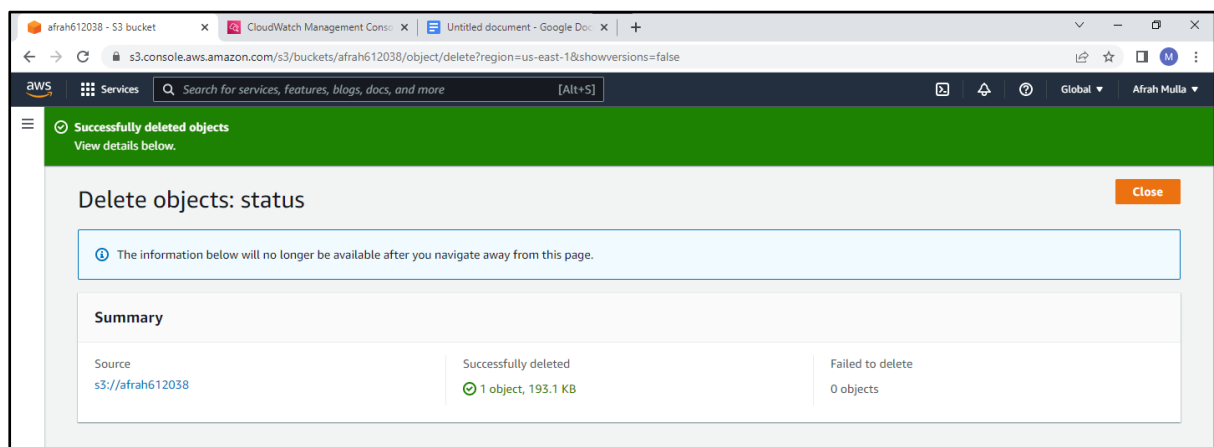 afrah612038 - S3 bucket
CloudWatch Management Consc
Untitled document - Google Doc
s3.console.aws.amazon.com/s3/buckets/afrah612038/object/delete?region=us-east-1&showversions=false
M
aws
Services
Search for services, features, blogs, docs, and more
[Alt+S]
Global
Afrah Mulla
Successfully deleted objects
View details below.
Delete objects: status
Close
The information below will no longer be available after you navigate away from this page.
Summary
Source
Successfully deleted
Failed to delete
s3://afrah612038
1 object, 193.1 KB
0 objects